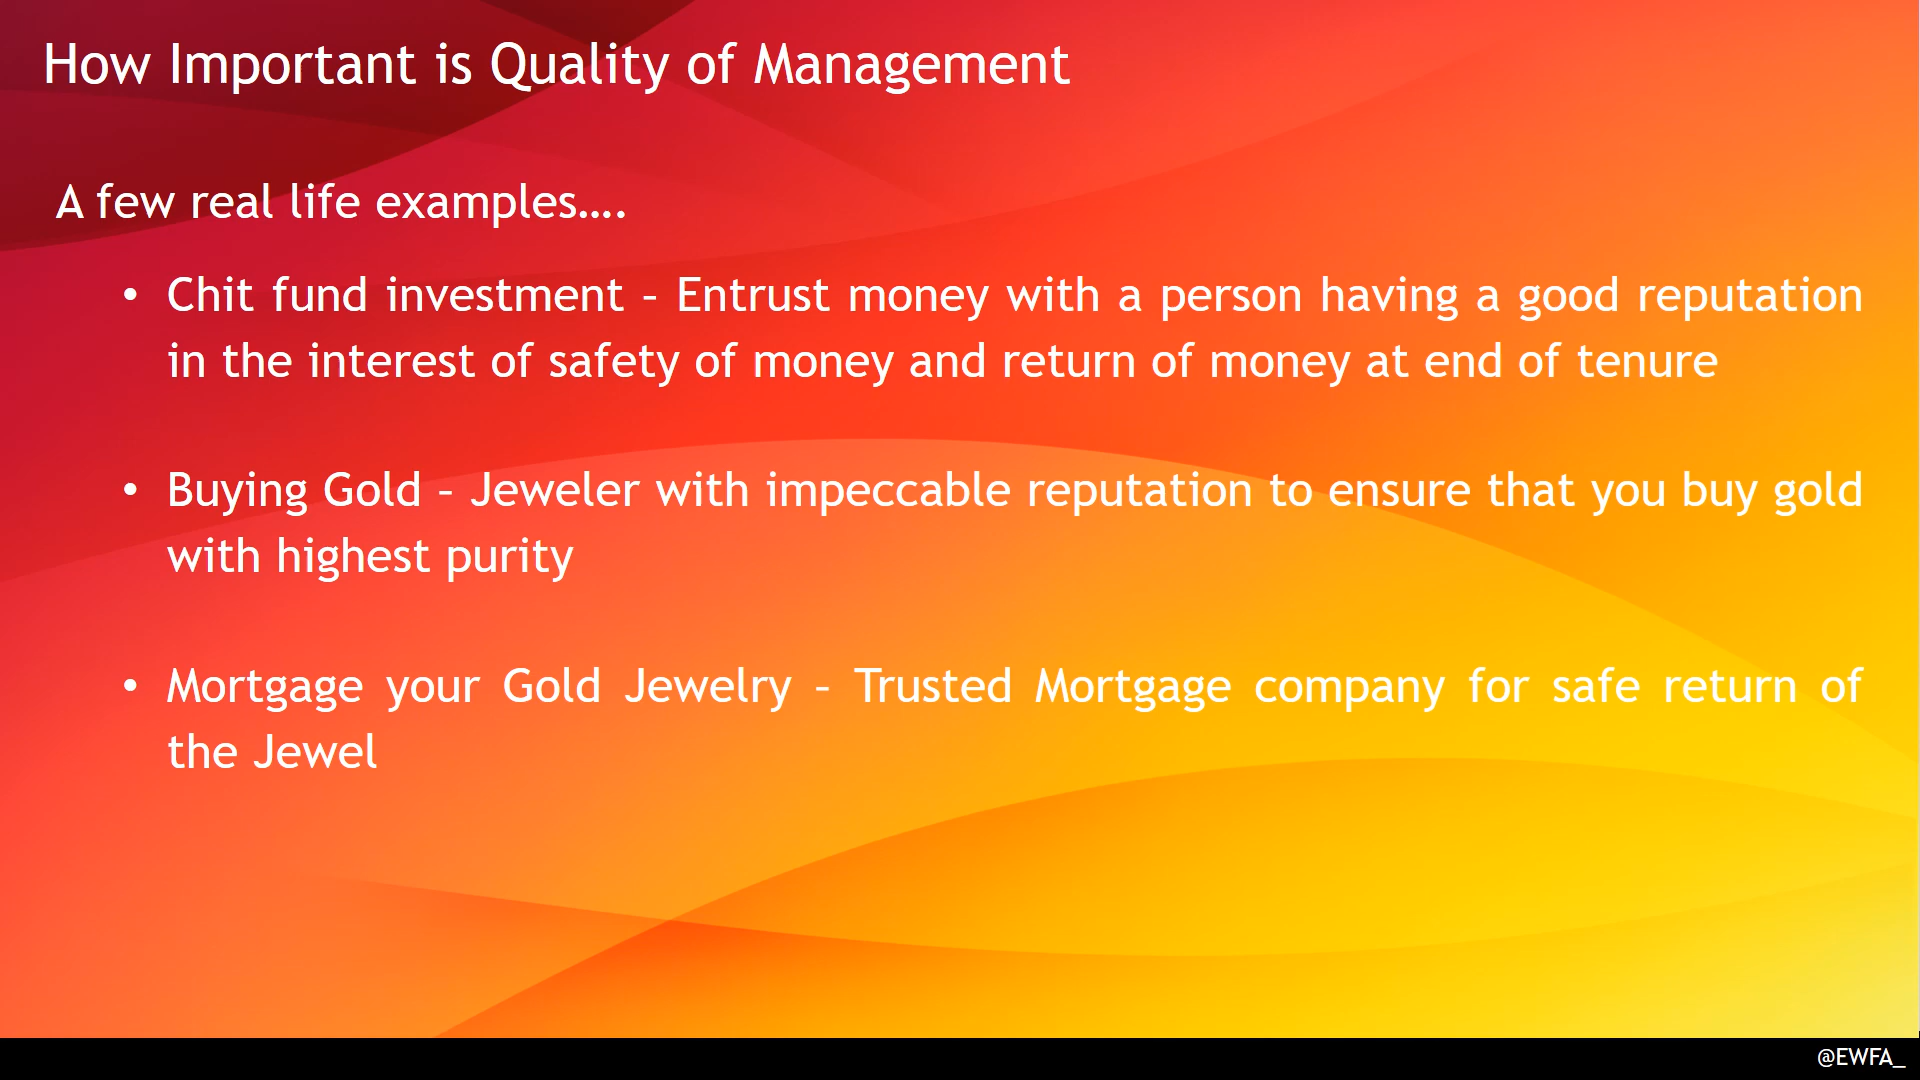 How Important is Quality of Management
A few real life examples....
• Chit fund investment – Entrust money with a person having a good reputation
in the interest of safety of money and return of money at end of tenure
• Buying Gold – Jeweler with impeccable reputation to ensure that you buy gold
with highest purity
• Mortgage your Gold Jewelry – Trusted Mortgage company for safe return of
the Jewel
@EWFA_